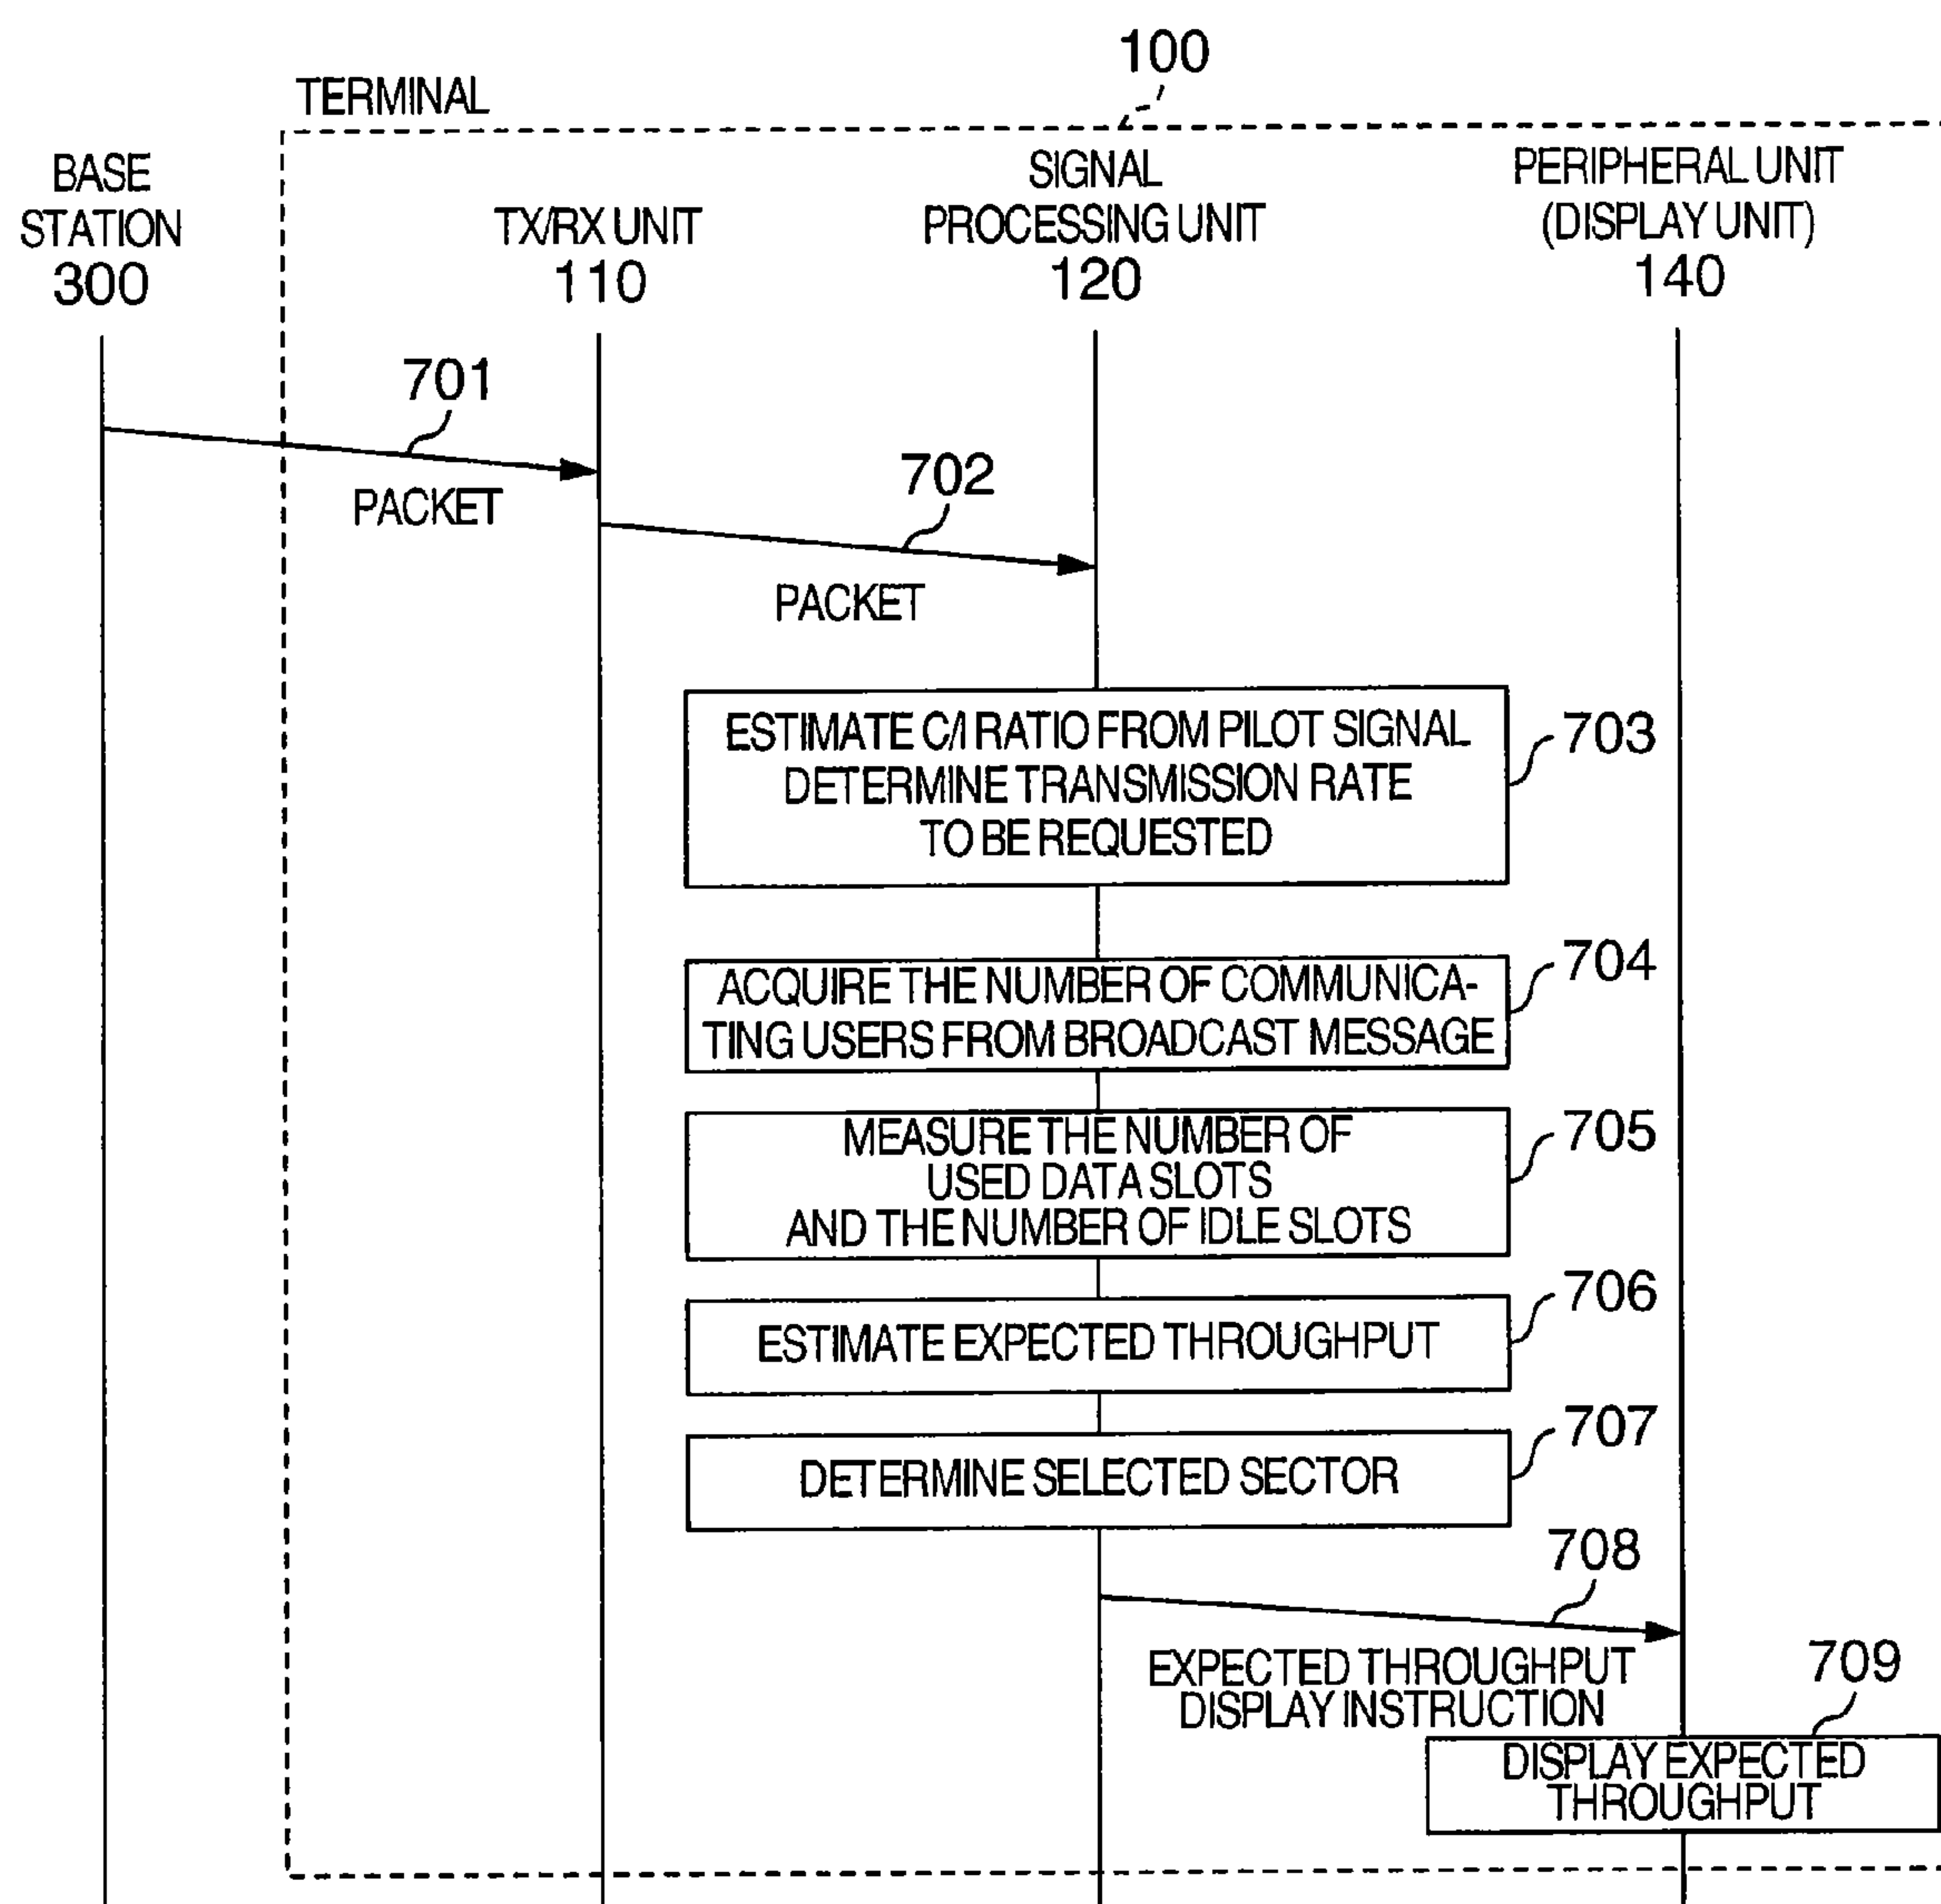 100
TERMINAL
BASE
STATION
300
TX/RX UNIT
110
SIGNAL
PROCESSING UNIT
120
PERIPHERAL UNIT
(DISPLAY UNIT)
140
701
PACKET
702
PACKET
ESTIMATE C/I RATIO FROM PILOT SIGNAL
DETERMINE TRANSMISSION RATE
TO BE REQUESTED
703
ACQUIRE THE NUMBER OF COMMUNICA-
TING USERS FROM BROADCAST MESSAGE
704
MEASURE THE NUMBER OF
USED DATA SLOTS
AND THE NUMBER OF IDLE SLOTS
705
ESTIMATE EXPECTED THROUGHPUT
706
DETERMINE SELECTED SECTOR
707
708
EXPECTED THROUGHPUT
DISPLAY INSTRUCTION
709
DISPLAY EXPECTED
THROUGHPUT